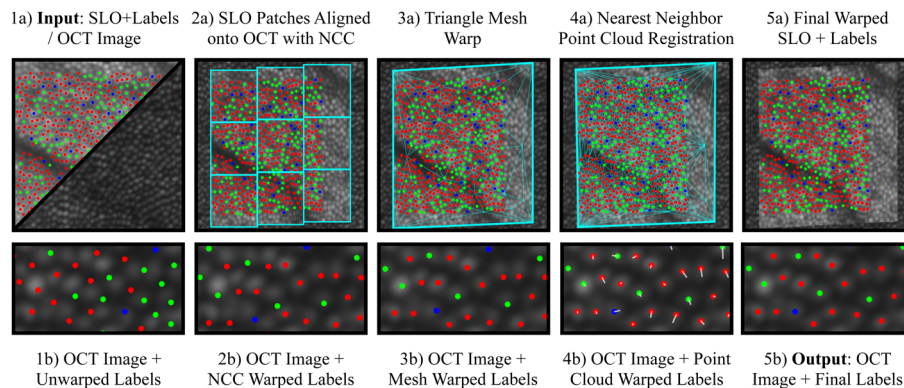 1a) Input: SLO+Labels
/ OCT Image
2a) SLO Patches Aligned
onto OCT with NCC
3a) Triangle Mesh
Warp
4a) Nearest Neighbor
Point Cloud Registration
5a) Final Warped
SLO + Labels
1b) OCT Image +
Unwarped Labels
2b) OCT Image +
NCC Warped Labels
3b) OCT Image +
Mesh Warped Labels
4b) OCT Image + Point
Cloud Warped Labels
5b) Output: OCT
Image + Final Labels